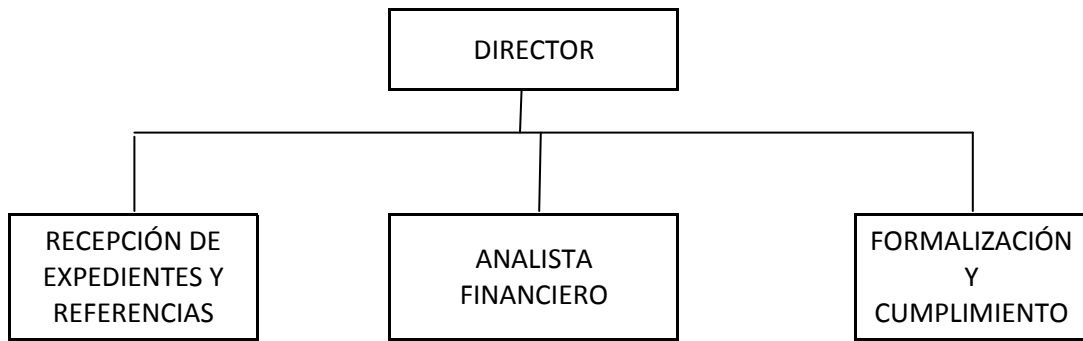 DIRECTOR
RECEPCIÓN DE
EXPEDIENTES Y
REFERENCIAS
ANALISTA
FINANCIERO
FORMALIZACIÓN
Y
CUMPLIMIENTO